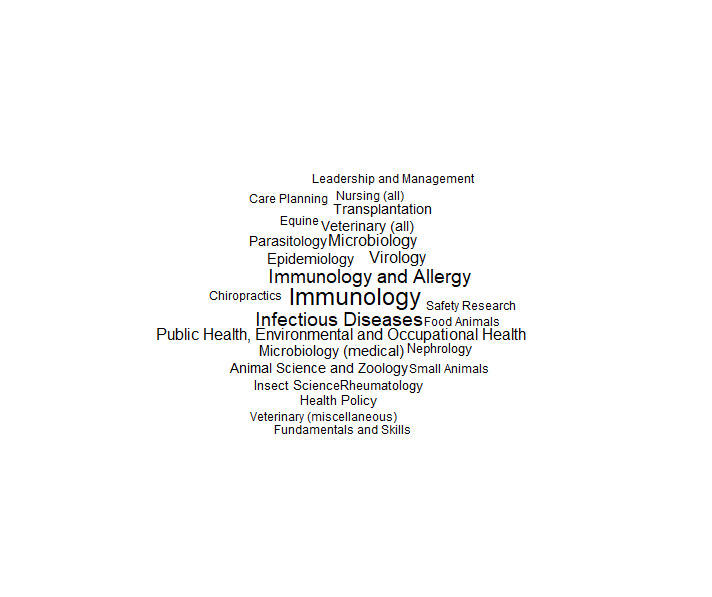 Leadership and Management
Care Planning Nursing (all)
Transplantation
Equine Veterinary (all)
Parasitology Microbiology
Epidemiology Virology
Immunology and Allergy
Chiropractics Immunology Safety Research
Infectious Diseases Food Animals
Public Health, Environmental and Occupational Health
Microbiology (medical) Nephrology
Animal Science and Zoology Small Animals
Insect Science Rheumatology
Health Policy
Veterinary (miscellaneous)
Fundamentals and Skills